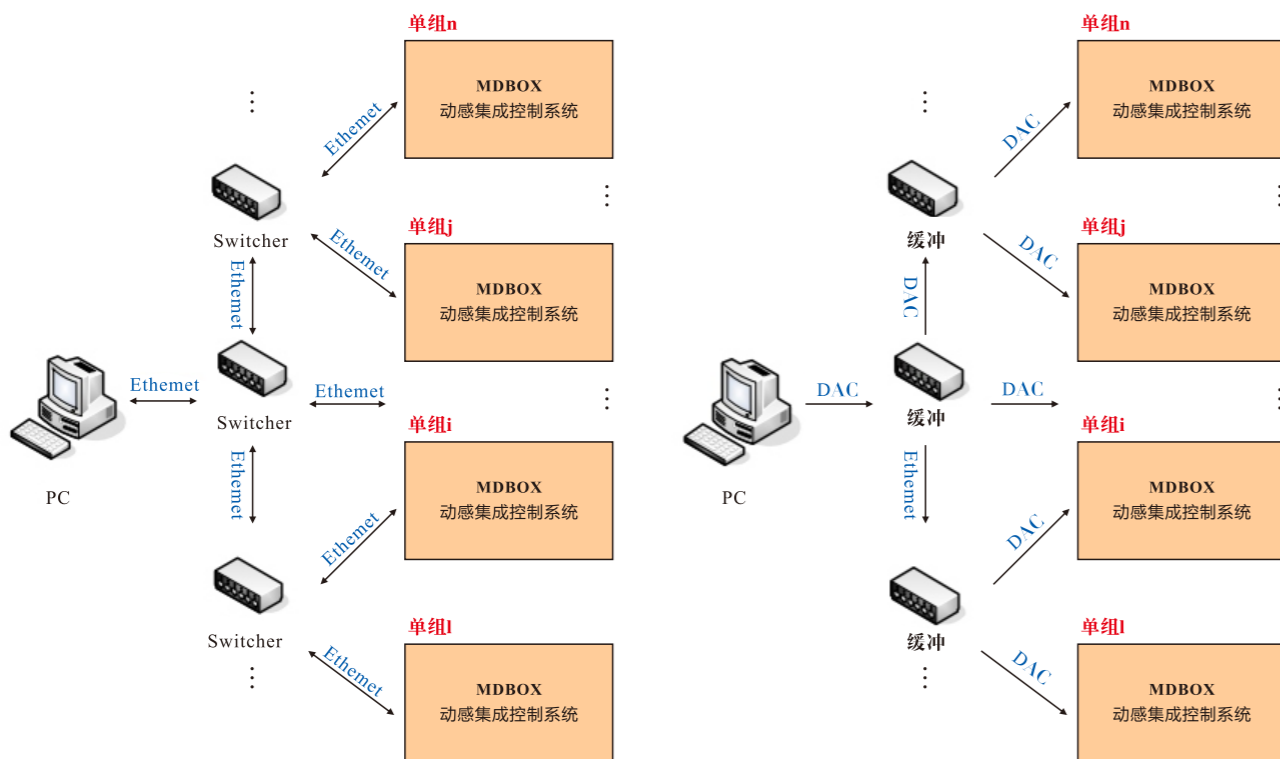 单组n
MDBOX
动感集成控制系统
⋮
Ethemet
⋮
Switcher
单组j
Ethemet
MDBOX
动感集成控制系统
Ethemet
PC
Ethemet
Switcher
Ethemet
⋮
单组i
Ethemet
MDBOX
动感集成控制系统
Ethemet
Switcher
⋮
单组l
Ethemet
MDBOX
动感集成控制系统
单组n
MDBOX
动感集成控制系统
⋮
DAC
⋮
缓冲
单组j
DAC
MDBOX
动感集成控制系统
DAC
PC
DAC
缓冲
DAC
⋮
单组i
Ethemet
MDBOX
动感集成控制系统
DAC
缓冲
⋮
单组l
DAC
MDBOX
动感集成控制系统